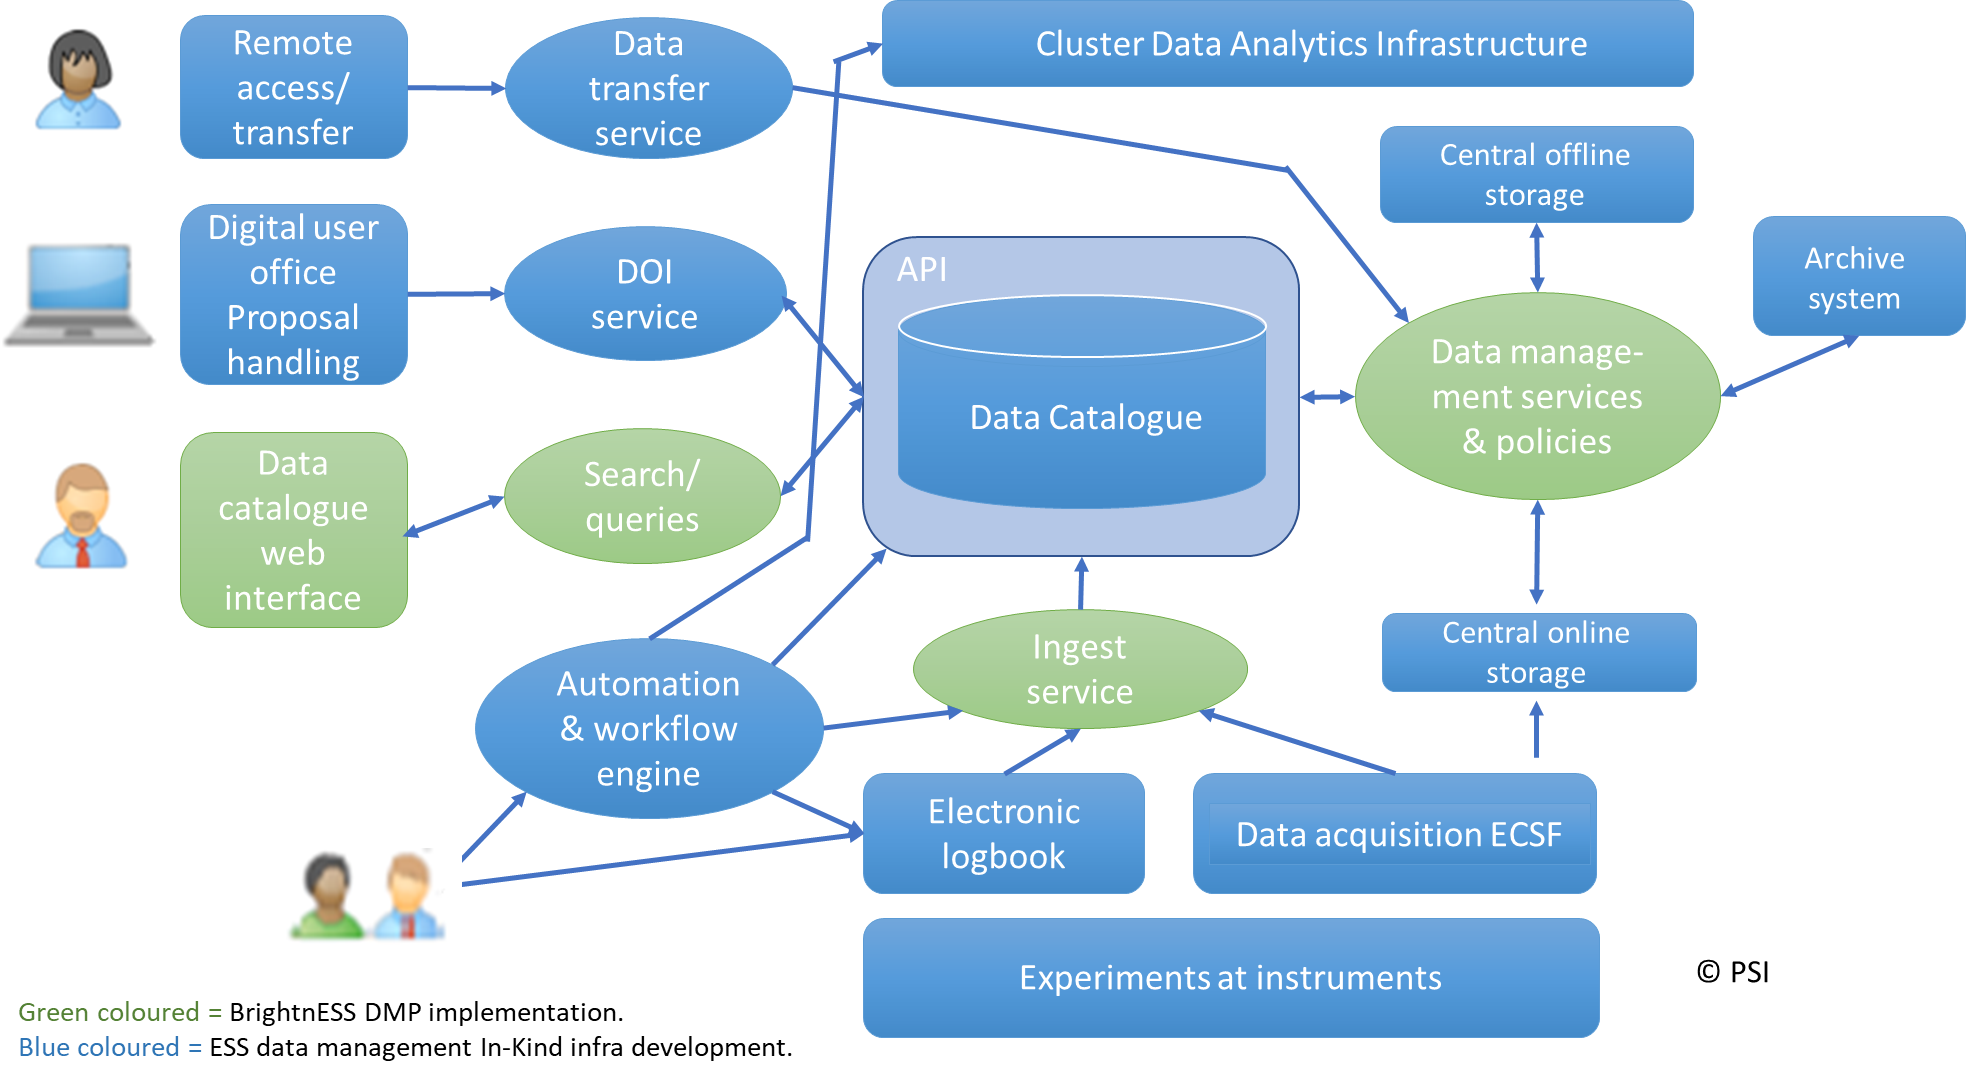 Remote
access/
transfer
Data
transfer
service
Cluster Data Analytics Infrastructure
Central offline
storage
Digital user
office
Proposal
handling
DOI
service
API
Data Catalogue
Archive
system
Data manage-
ment services
& policies
Data
catalogue
web
interface
Search/
queries
Automation
& workflow
engine
Ingest
service
Central online
storage
Electronic
logbook
Data acquisition ECSF
Experiments at instruments
© PSI
Green coloured = BrightnESS DMP implementation.
Blue coloured = ESS data management In-Kind infra development.